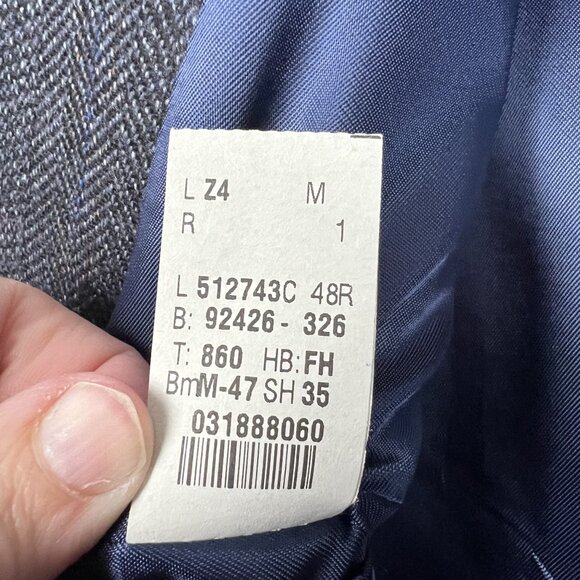 L Z4 M
R 1
L 512743C 48R
B: 92426- 326
T: 860 HB:FH
BmM-47 SH 35
031888060